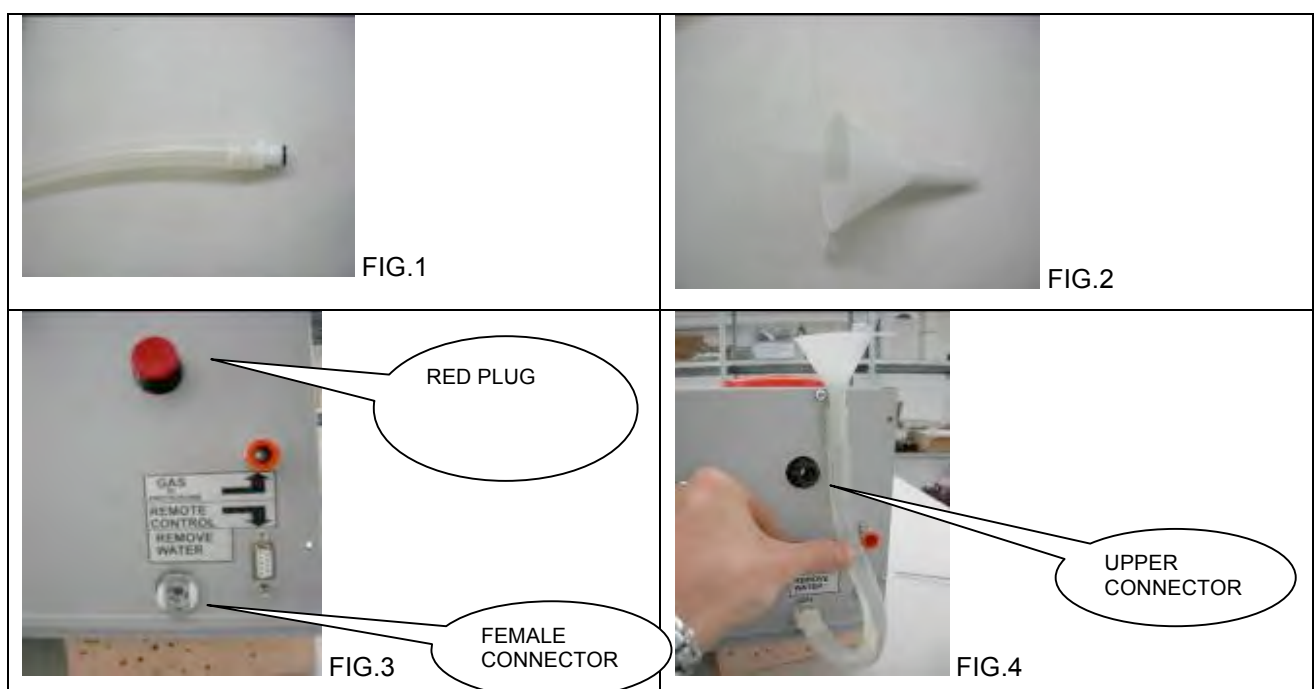 FIG.1
FIG.2
RED PLUG
GAS
REMOTE
CONTROL
REMOVE
WATER
FEMALE
CONNECTOR
FIG.3
REMOVE
WATER
UPPER
CONNECTOR
FIG.4